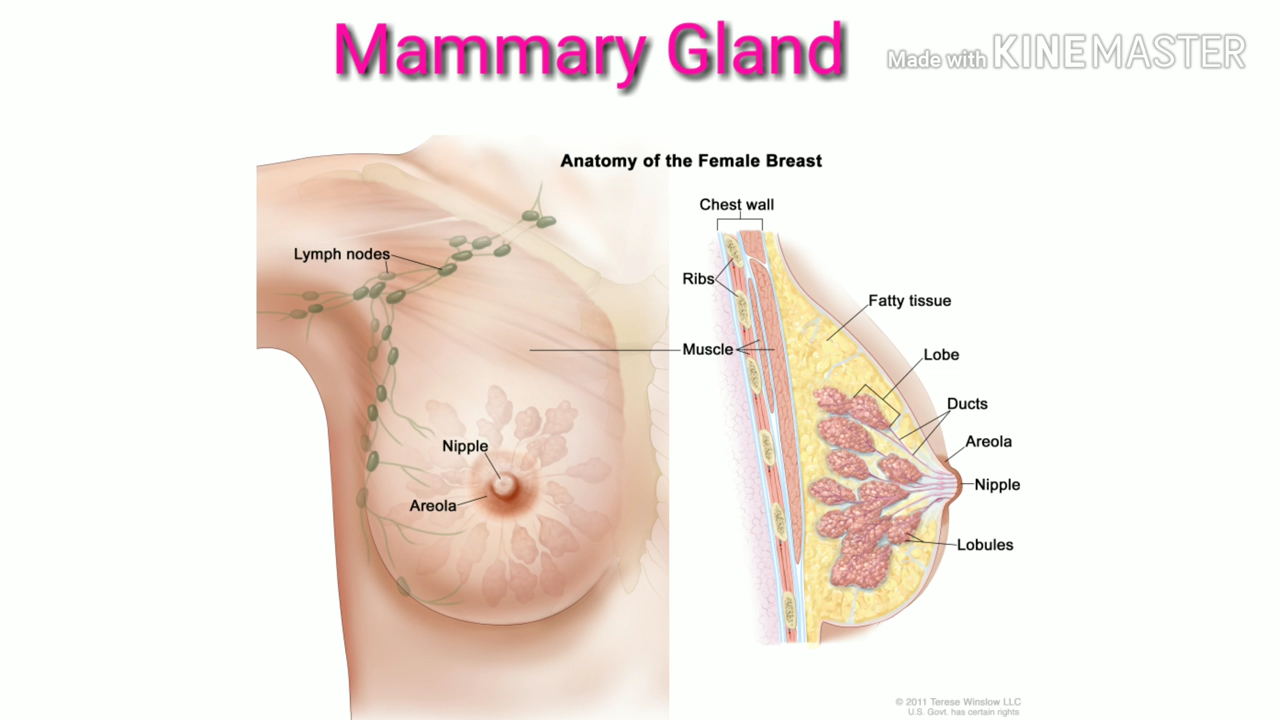 Mammary Gland
Made with KINEMASTER
Anatomy of the Female Breast
Chest wall
Lymph nodes
Ribs
Fatty tissue
Muscle
Lobe
Ducts
Areola
Nipple
Nipple
Areola
Lobules
© 2011 Terese Winslow LLC
U.S. Govt. has certain rights